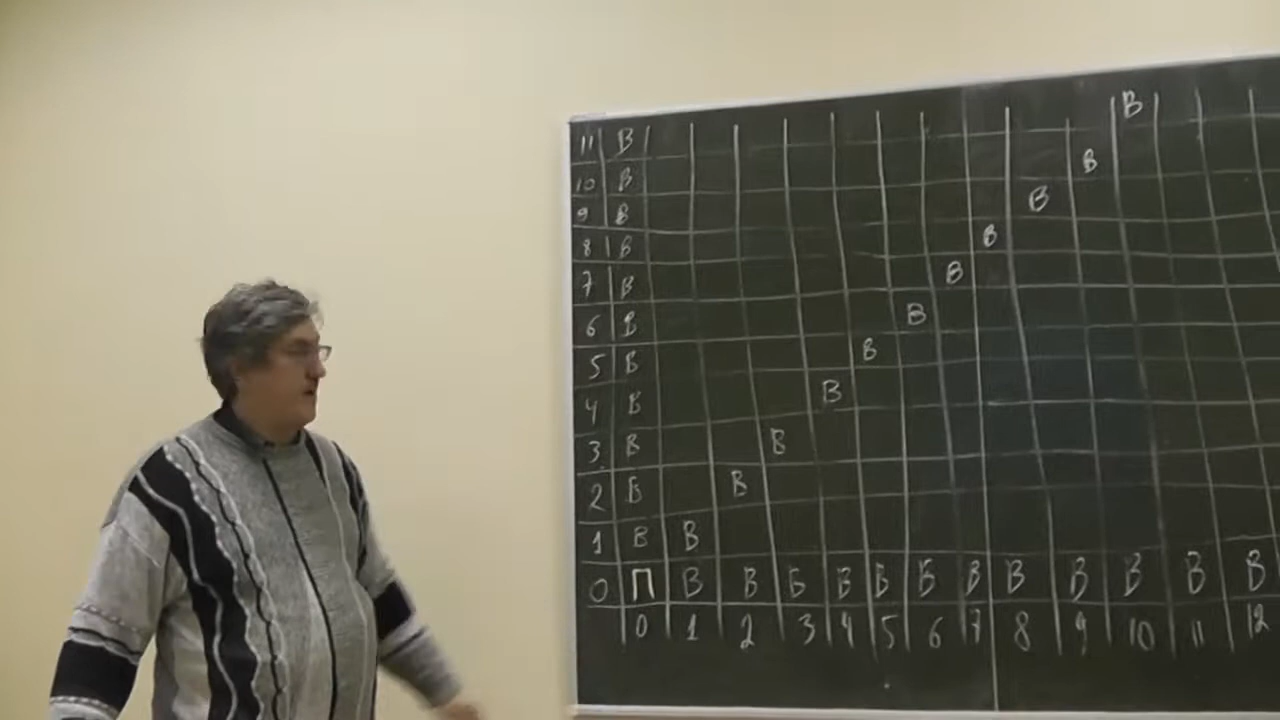 11 В В
10 В В
9 В В
8 В В
7 В В
6 В В
5 В В
4 В В
3 В В
2 В В
1 В В
0 П В В В В В В В В В В В В
0 1 2 3 4 5 6 7 8 9 10 11 12